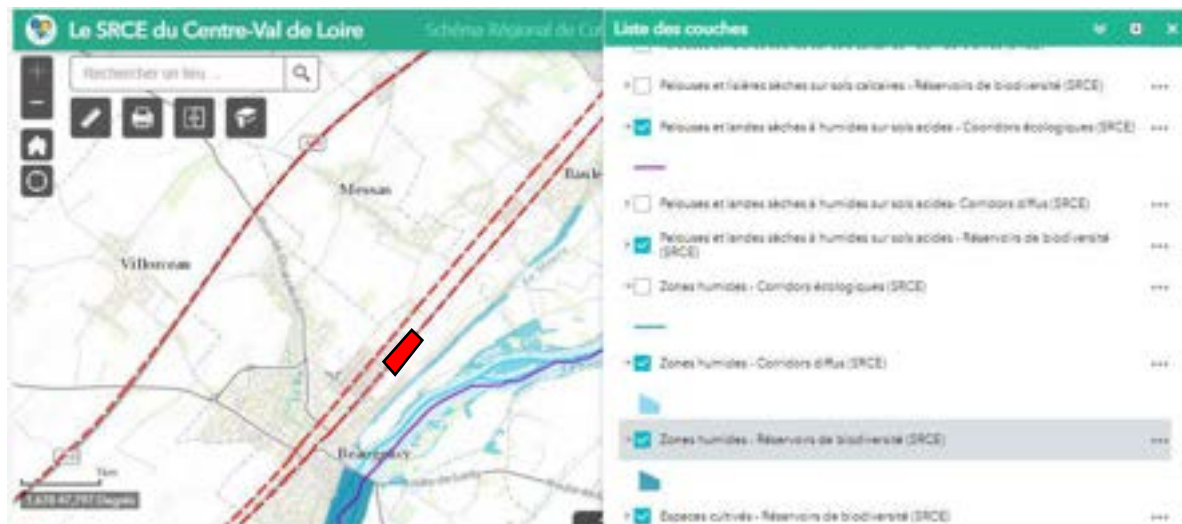 Le SRCE du Centre-Val de Loire
Schéma Régional de Co
Liste des couches
Rechercher un lieu ...
Pelouses et lisières sèches sur sols calcaires - Réservoirs de biodiversité (SRCE)
Pelouses et landes sèches à humides sur sols acides - Coorridors écologiques (SRCE)
Pelouses et landes sèches à humides sur sols acides- Corridors diffus (SRCE)
Pelouses et landes sèches à humides sur sols acides - Réservoirs de biodiversité
(SRCE)
Zones humides - Corridors écologiques (SRCE)
Zones humides - Corridors diffus (SRCE)
Zones humides - Réservoirs de biodiversité (SRCE)
Espaces cultivés - Réservoirs de biodiversité (SRCE)
Messas
Baule
Villorceau
Beaugency
1km